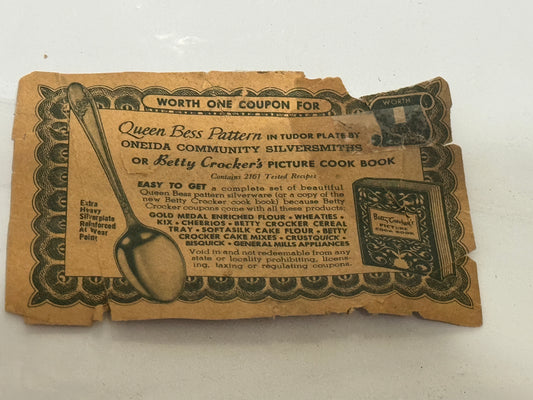 WORTH ONE COUPON FOR
WORTH
1
Queen Bess Pattern IN TUDOR PLATE BY
ONEIDA COMMUNITY SILVERSMITHS
OR Betty Crocker's PICTURE COOK BOOK
Contains 2161 Tested Recipes
EASY TO GET a complete set of beautiful
Queen Bess pattern silverware (or a copy of the
new Betty Crocker cook book) because Betty
Crocker coupons come with all these products:
GOLD MEDAL ENRICHED FLOUR • WHEATIES •
KIX • CHEERIOS • BETTY CROCKER CEREAL
TRAY • SOFTASILK CAKE FLOUR • BETTY
CROCKER CAKE MIXES • CRUSTQUICK •
BISQUICK • GENERAL MILLS APPLIANCES
Void in and not redeemable from any
state or locality prohibiting, licens-
ing, taxing or regulating coupons.
Extra
Heavy
Silverplate
Reinforced
At Wear
Point
Betty Crocker's
PICTURE
COOK BOOK